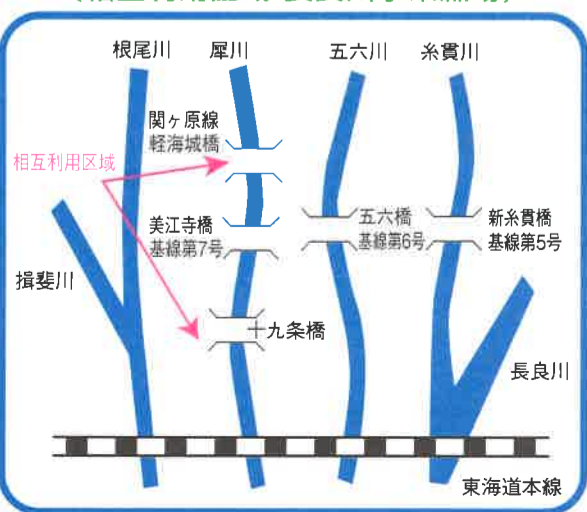 根尾川 犀川 五六川 糸貫川
関ヶ原線
軽海城橋
相互利用区域
美江寺橋
基線第7号
五六橋
基線第6号
新糸貫橋
基線第5号
揖斐川
十九条橋
長良川
東海道本線